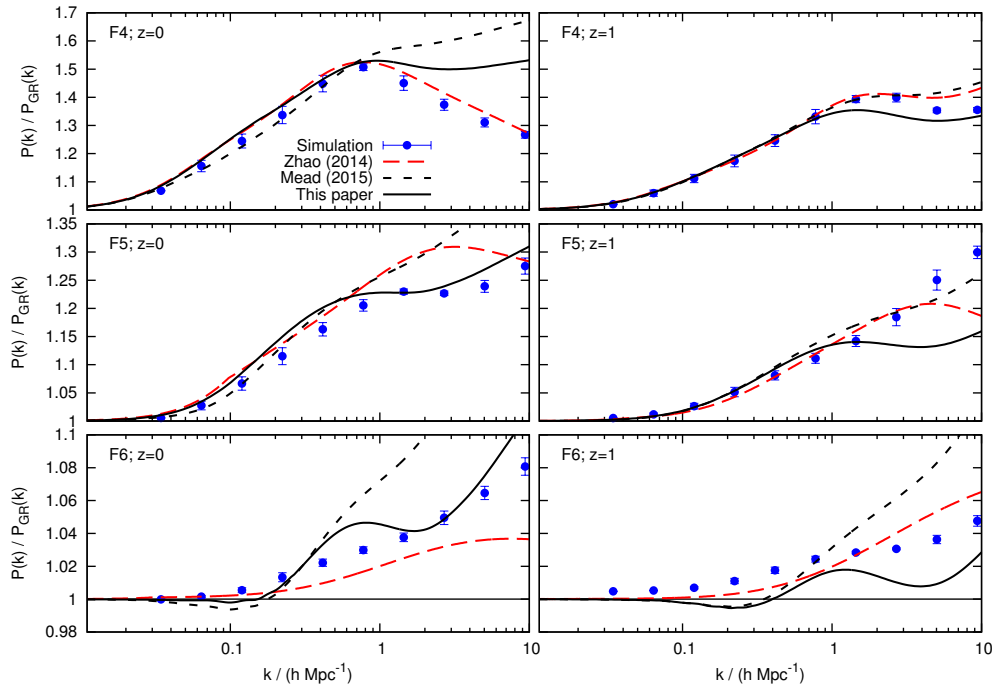 F4; z=0
F4; z=1
P(k) / P_GR(k)
1.7
1.6
1.5
1.4
1.3
1.2
1.1
1
Simulation
Zhao (2014)
Mead (2015)
This paper
F5; z=0
F5; z=1
P(k) / P_GR(k)
1.35
1.3
1.25
1.2
1.15
1.1
1.05
1
F6; z=0
F6; z=1
P(k) / P_GR(k)
1.1
1.08
1.06
1.04
1.02
1
0.98
0.1 1 10
0.1 1 10
k / (h Mpc⁻¹)
k / (h Mpc⁻¹)